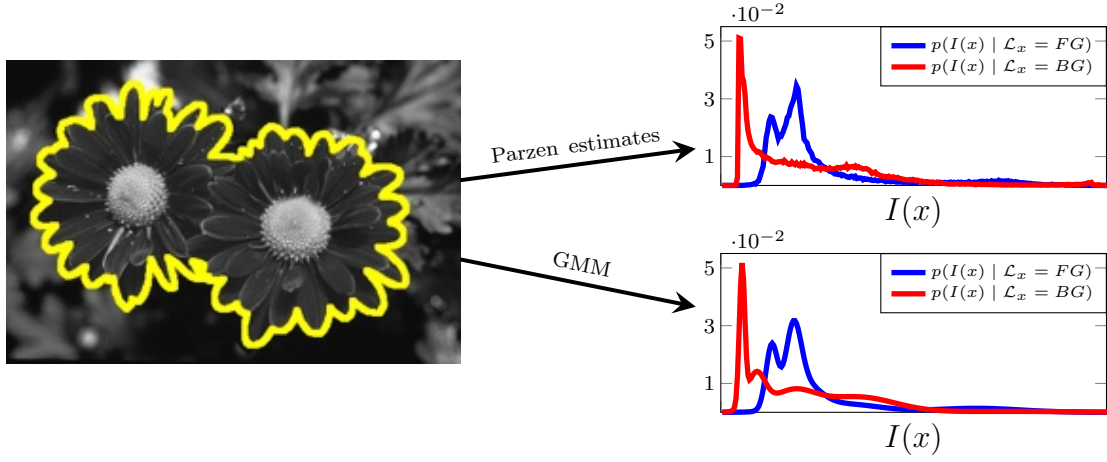 ·10⁻²
5
3
1
p(I(x) | ℒₓ = FG)
p(I(x) | ℒₓ = BG)
I(x)
Parzen estimates
GMM
·10⁻²
5
3
1
p(I(x) | ℒₓ = FG)
p(I(x) | ℒₓ = BG)
I(x)